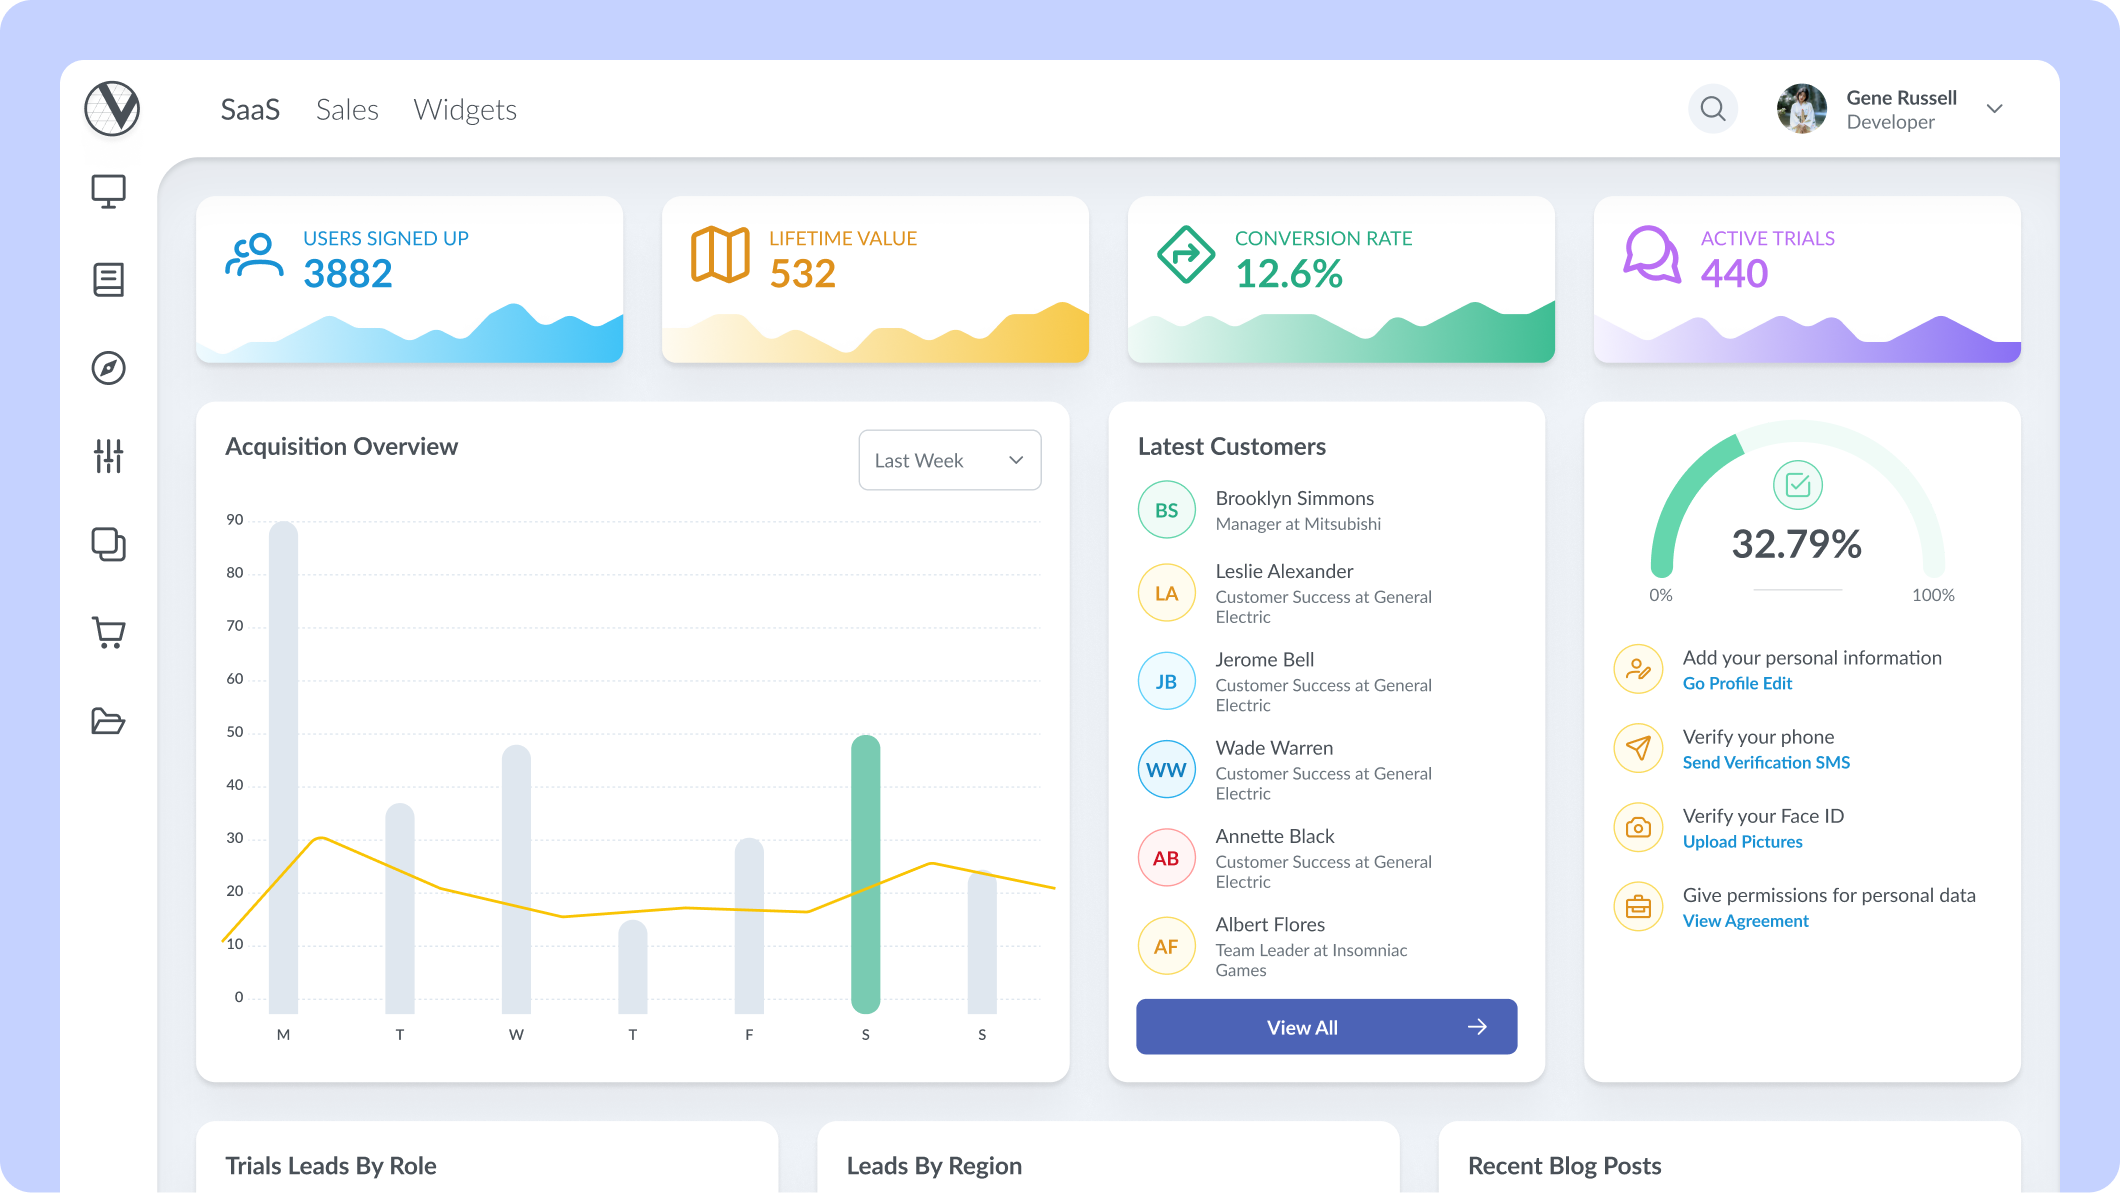 SaaS Sales Widgets
Gene Russell
Developer
USERS SIGNED UP
3882
LIFETIME VALUE
532
CONVERSION RATE
12.6%
ACTIVE TRIALS
440
Acquisition Overview
Last Week
90
80
70
60
50
40
30
20
10
0
M T W T F S S
Latest Customers
BS
Brooklyn Simmons
Manager at Mitsubishi
LA
Leslie Alexander
Customer Success at General
Electric
JB
Jerome Bell
Customer Success at General
Electric
WW
Wade Warren
Customer Success at General
Electric
AB
Annette Black
Customer Success at General
Electric
AF
Albert Flores
Team Leader at Insomniac
Games
View All
32.79%
0% 100%
Add your personal information
Go Profile Edit
Verify your phone
Send Verification SMS
Verify your Face ID
Upload Pictures
Give permissions for personal data
View Agreement
Trials Leads By Role
Leads By Region
Recent Blog Posts